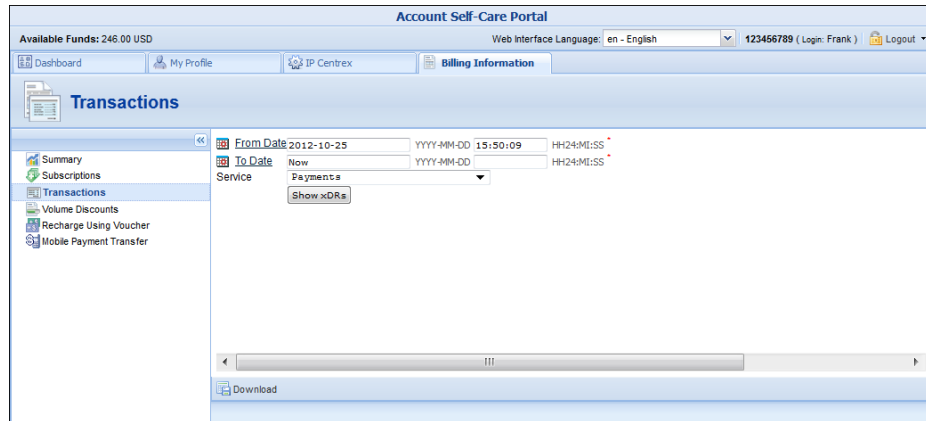 Account Self-Care Portal
Available Funds: 246.00 USD Web Interface Language: en - English 123456789 ( Login: Frank ) Logout
Dashboard My Profile IP Centrex Billing Information
Transactions
From Date 2012-10-25 YYYY-MM-DD 15:50:09 HH24:MI:SS *
To Date Now YYYY-MM-DD HH24:MI:SS *
Service Payments
Show xDRs
Summary
Subscriptions
Transactions
Volume Discounts
Recharge Using Voucher
Mobile Payment Transfer
Download